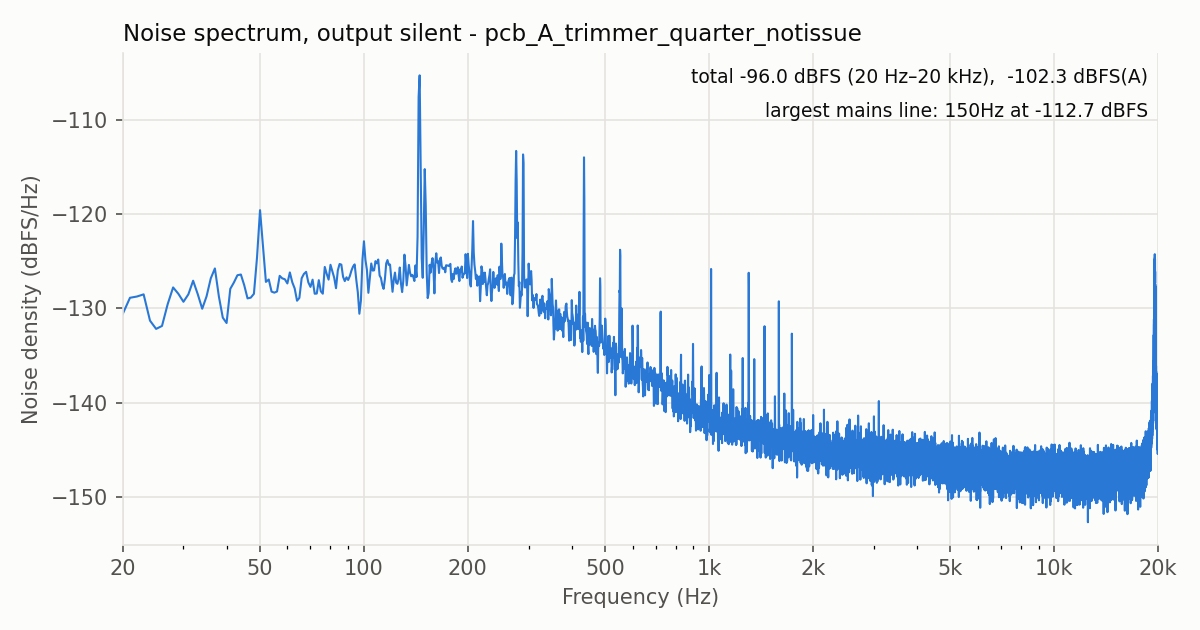 Noise spectrum, output silent - pcb_A_trimmer_quarter_notissue
total -96.0 dBFS (20 Hz–20 kHz),  -102.3 dBFS(A)
largest mains line: 150Hz at -112.7 dBFS
Noise density (dBFS/Hz)
−110
−120
−130
−140
−150
20 50 100 200 500 1k 2k 5k 10k 20k
Frequency (Hz)